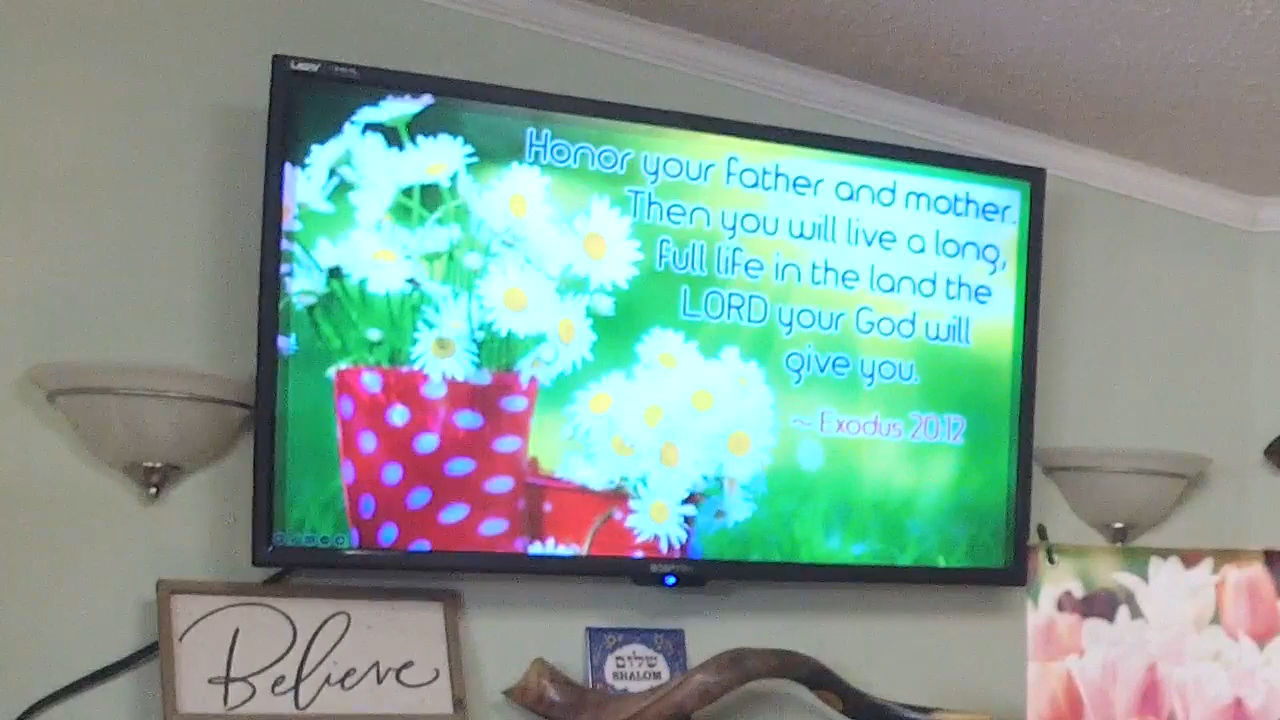 Honor your father and mother.
Then you will live a long,
full life in the land the
LORD your God will
give you.
~ Exodus 20:12
Believe
שלום
SHALOM